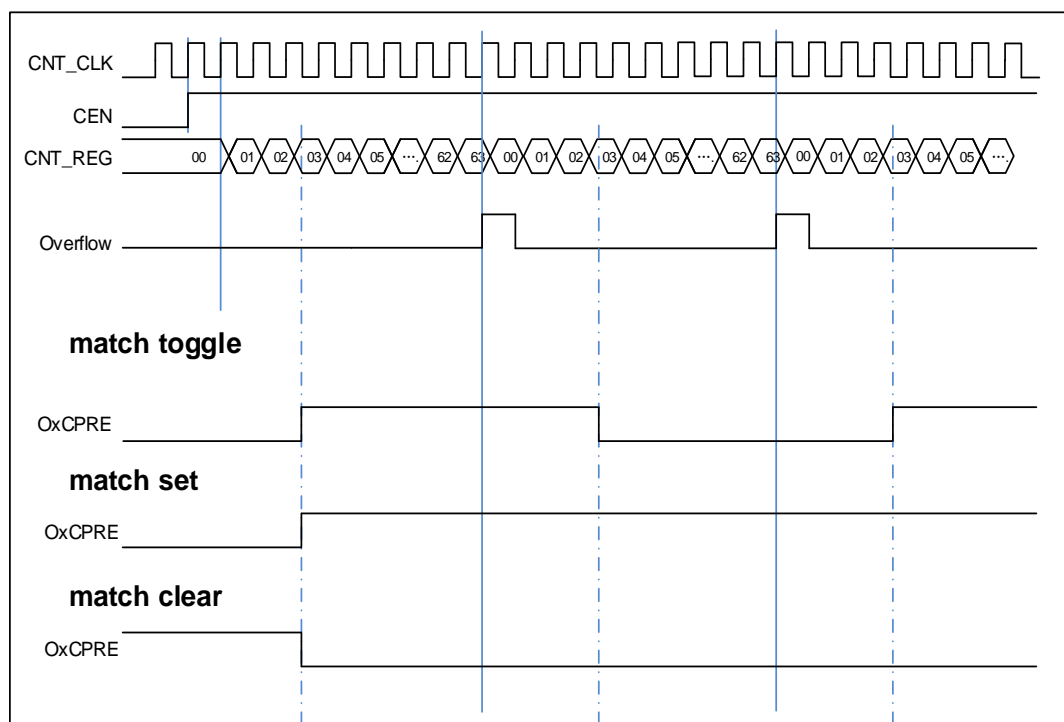 CNT_CLK
CEN
CNT_REG 00 01 02 03 04 05 .... 62 63 00 01 02 03 04 05 .... 62 63 00 01 02 03 04 05 ...
Overflow
match toggle
OxCPRE
match set
OxCPRE
match clear
OxCPRE